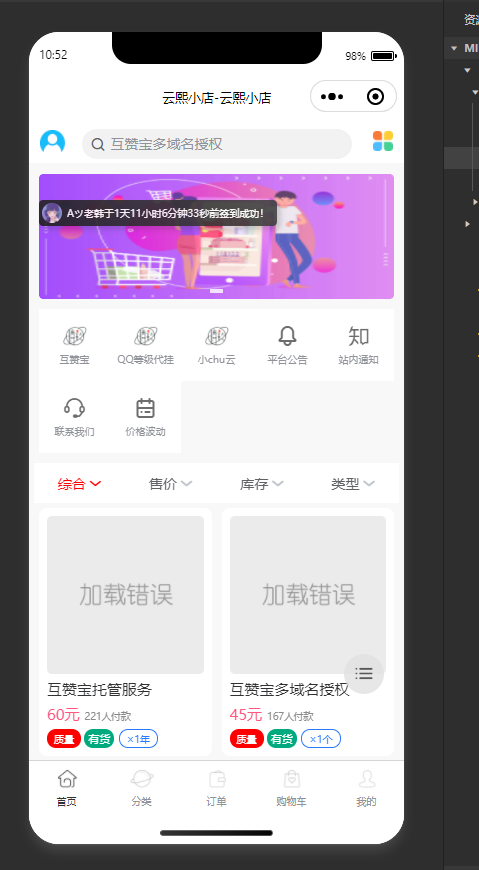 资
MI
10:52
98%
云熙小店-云熙小店
互赞宝多域名授权
Aツ老韩于1天11小时6分钟33秒前签到成功!
互赞宝
QQ等级代挂
小chu云
平台公告
知
站内通知
联系我们
价格波动
综合
售价
库存
类型
加载错误
加载错误
互赞宝托管服务
互赞宝多域名授权
60元 221人付款
45元 167人付款
质量 有货 ×1年
质量 有货 ×1个
首页
分类
订单
购物车
我的